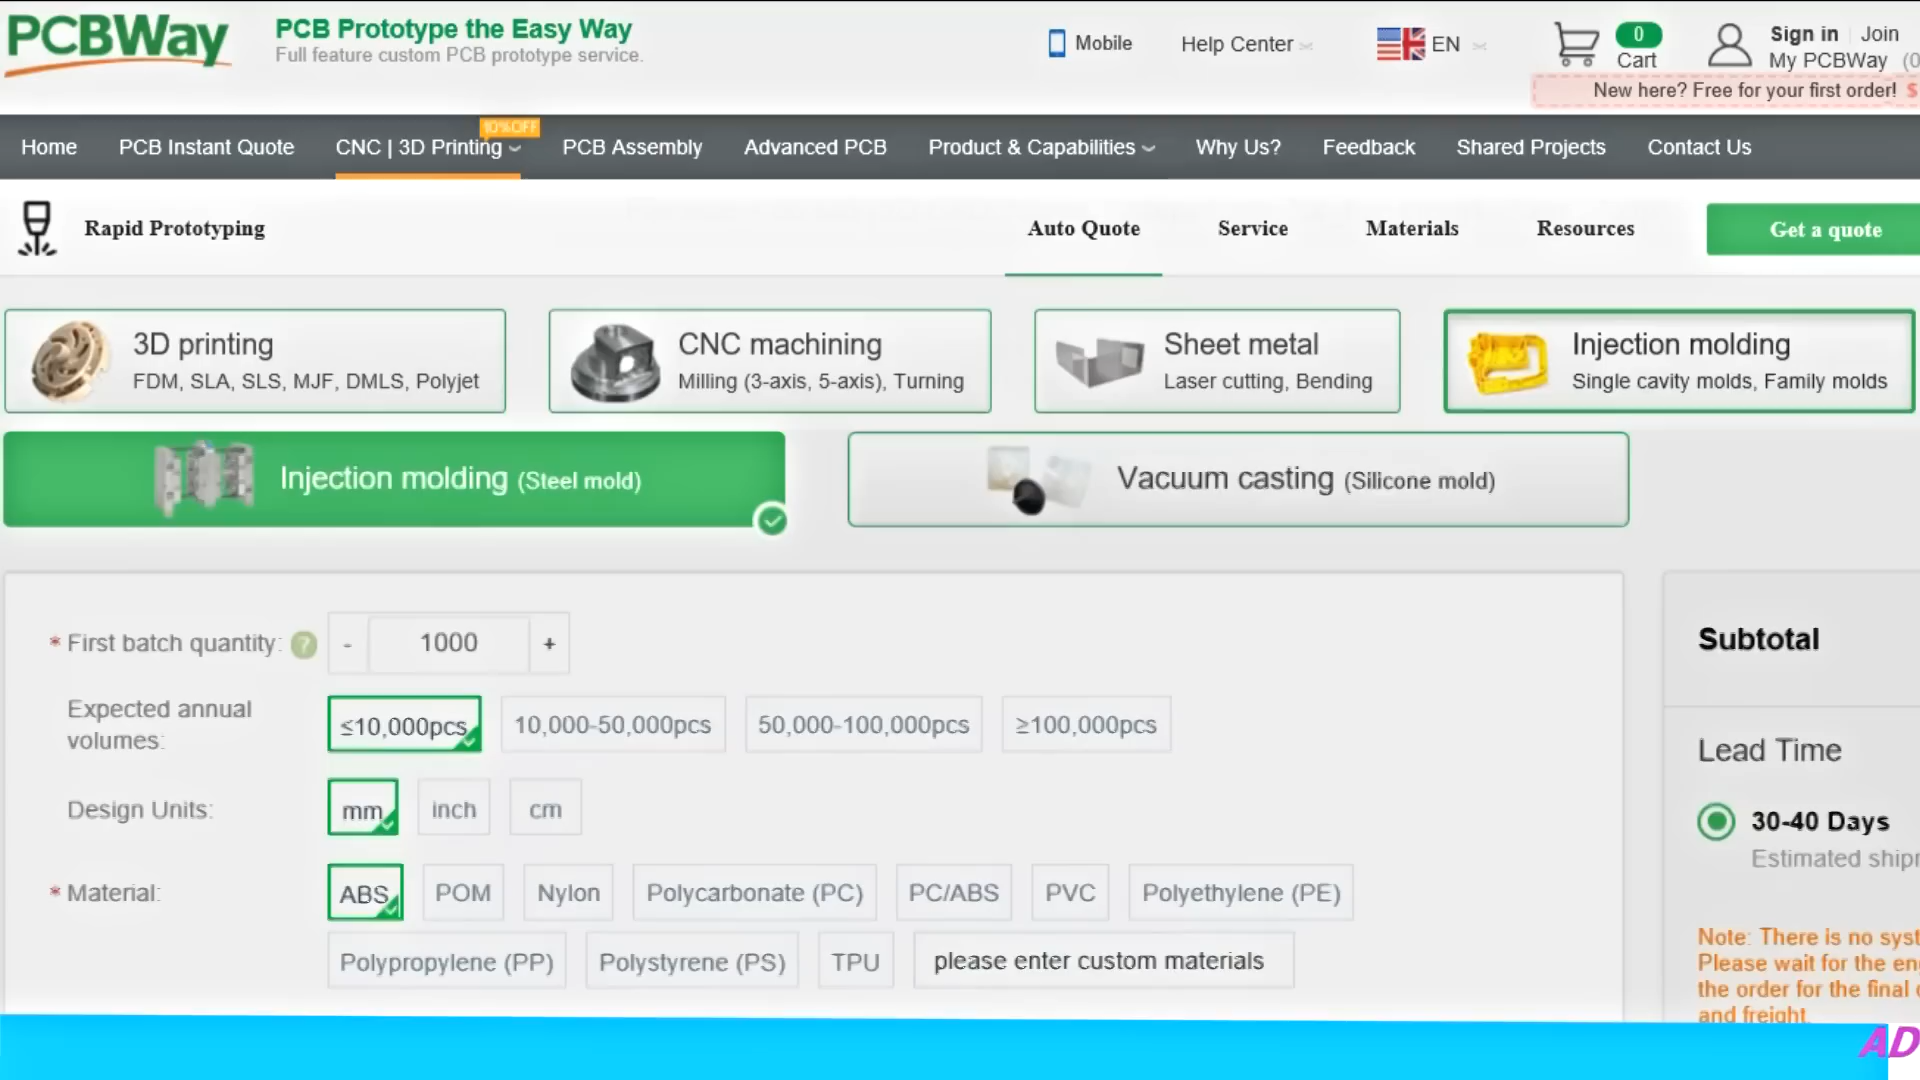 PCBWay
PCB Prototype the Easy Way
Full feature custom PCB prototype service.
Mobile
Help Center
EN
0
Cart
Sign in
Join
My PCBWay (0
New here? Free for your first order! $
10%OFF
Home
PCB Instant Quote
CNC | 3D Printing
PCB Assembly
Advanced PCB
Product & Capabilities
Why Us?
Feedback
Shared Projects
Contact Us
Rapid Prototyping
Auto Quote
Service
Materials
Resources
Get a quote
3D printing
FDM, SLA, SLS, MJF, DMLS, Polyjet
CNC machining
Milling (3-axis, 5-axis), Turning
Sheet metal
Laser cutting, Bending
Injection molding
Single cavity molds, Family molds
Injection molding (Steel mold)
Vacuum casting (Silicone mold)
* First batch quantity: ?
- 1000 +
Expected annual
volumes:
≤10,000pcs
10,000-50,000pcs
50,000-100,000pcs
≥100,000pcs
Design Units:
mm
inch
cm
* Material:
ABS
POM
Nylon
Polycarbonate (PC)
PC/ABS
PVC
Polyethylene (PE)
Polypropylene (PP)
Polystyrene (PS)
TPU
please enter custom materials
Subtotal
Lead Time
30-40 Days
Estimated
Note: There is no
Please wait for the
the order for the final
and freight.
AD